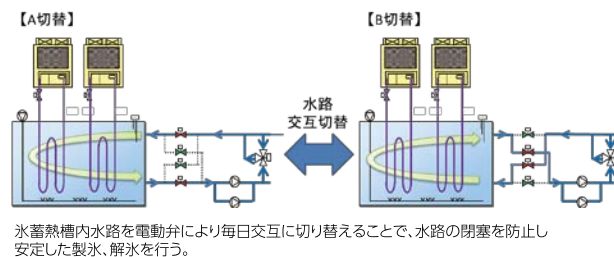 【A切替】
【B切替】
水路
交互切替
氷蓄熱槽内水路を電動弁により毎日交互に切り替えることで、水路の閉塞を防止し
安定した製氷、解氷を行う。